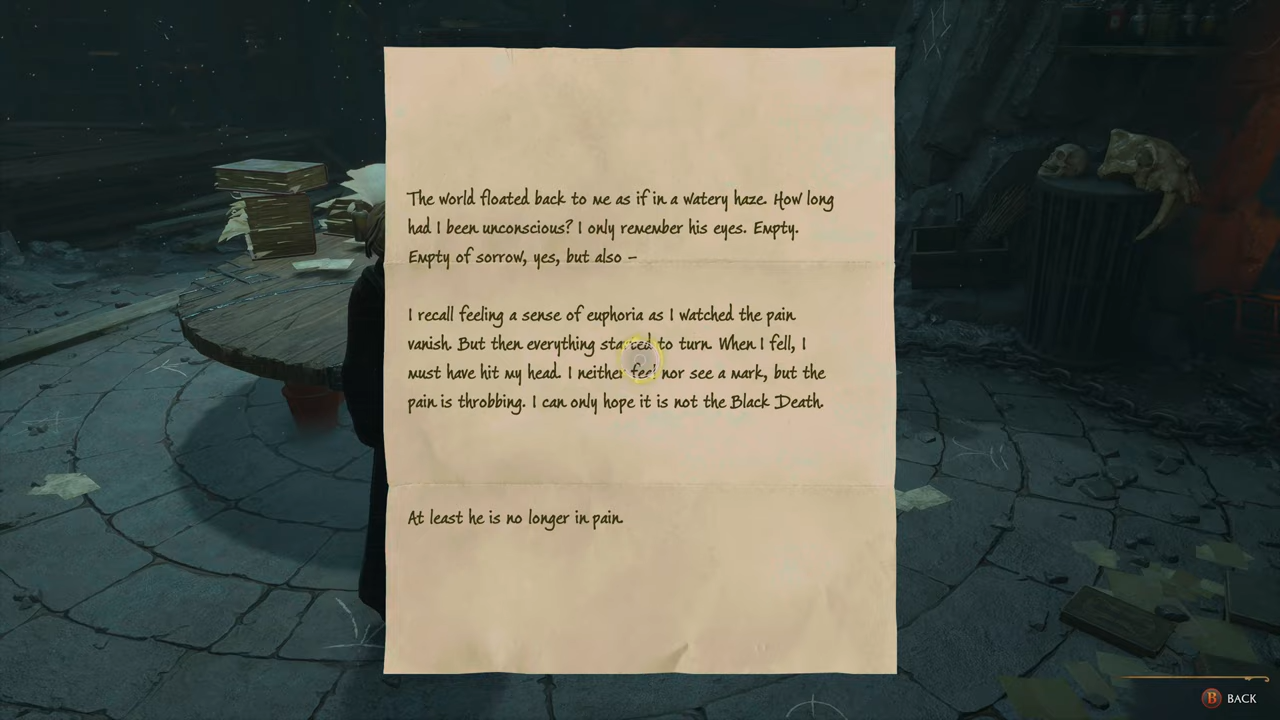 The world floated back to me as if in a watery haze. How long
had I been unconscious? I only remember his eyes. Empty.
Empty of sorrow, yes, but also –
I recall feeling a sense of euphoria as I watched the pain
vanish. But then everything started to turn. When I fell, I
must have hit my head. I neither feel nor see a mark, but the
pain is throbbing. I can only hope it is not the Black Death.
At least he is no longer in pain.
B BACK